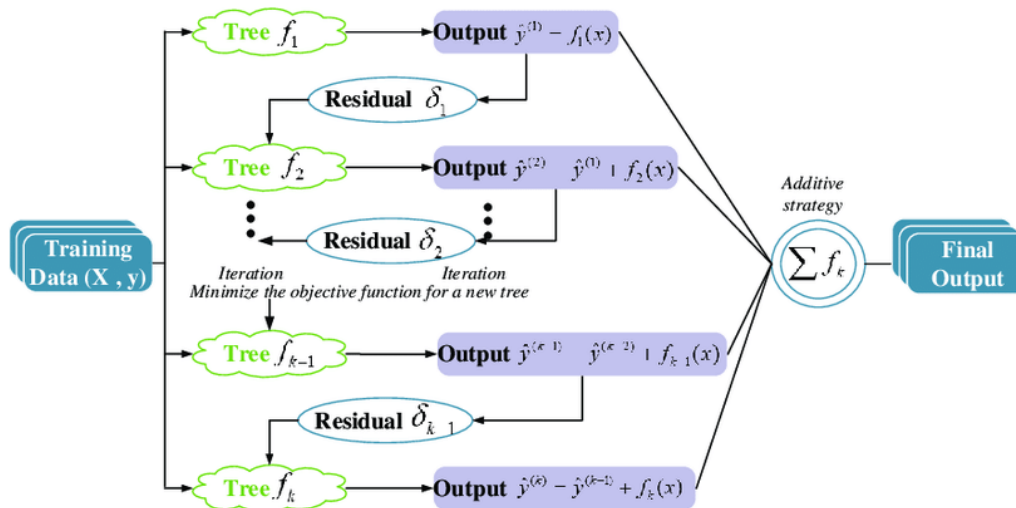 Tree f₁
Output ŷ⁽¹⁾ − f₁(x)
Residual δ₁
Tree f₂
Output ŷ⁽²⁾ ŷ⁽¹⁾ + f₂(x)
Additive
strategy
Residual δ₂
Training
Data (X , y)
∑ fₖ
Final
Output
Iteration
Iteration
Minimize the objective function for a new tree
Tree fₖ₋₁
Output ŷ⁽ᵏ⁻¹⁾ ŷ⁽ᵏ⁻²⁾ + fₖ₋₁(x)
Residual δₖ₋₁
Tree fₖ
Output ŷ⁽ᵏ⁾ − ŷ⁽ᵏ⁻¹⁾ + fₖ(x)